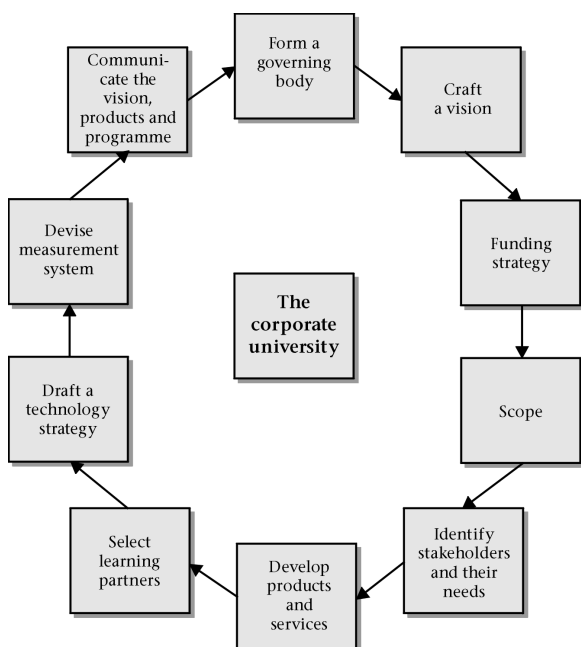 Form a
governing
body
Craft
a vision
Funding
strategy
Scope
Identify
stakeholders
and their
needs
Develop
products
and
services
Select
learning
partners
Draft a
technology
strategy
Devise
measurement
system
Communi-
cate the
vision,
products and
programme
The
corporate
university